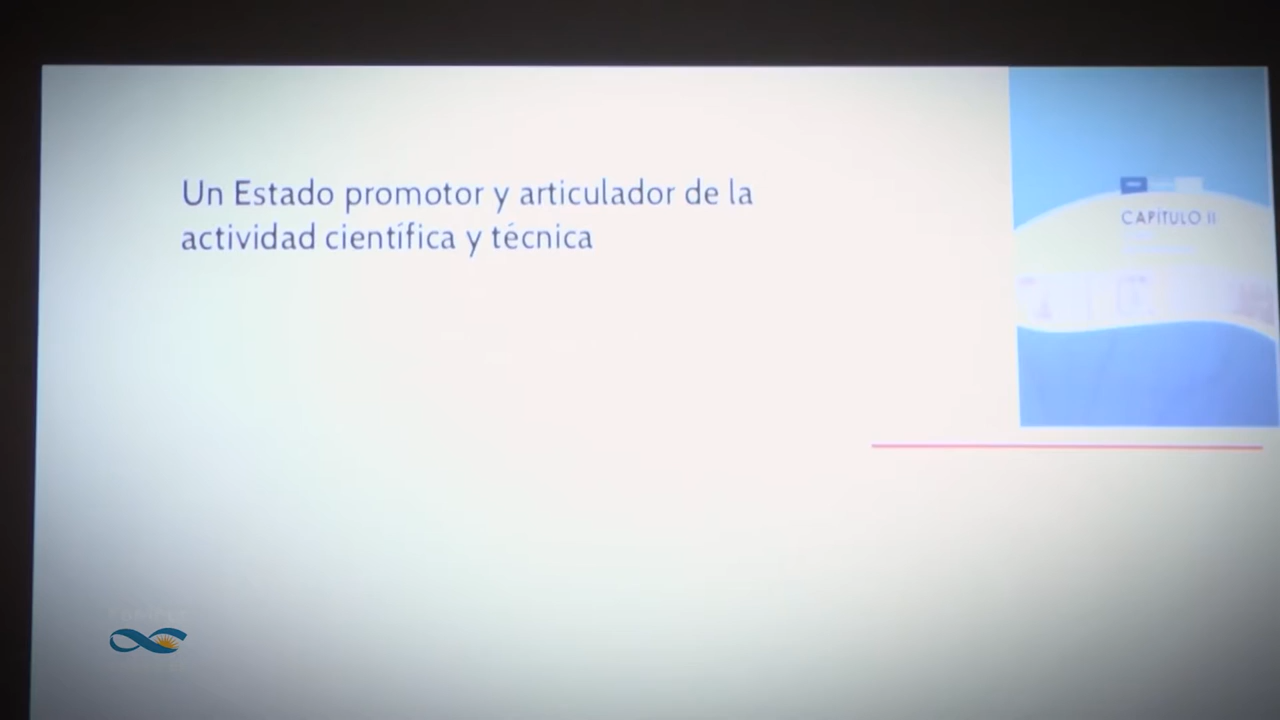 Un Estado promotor y articulador de la
actividad científica y técnica
CAPÍTULO II